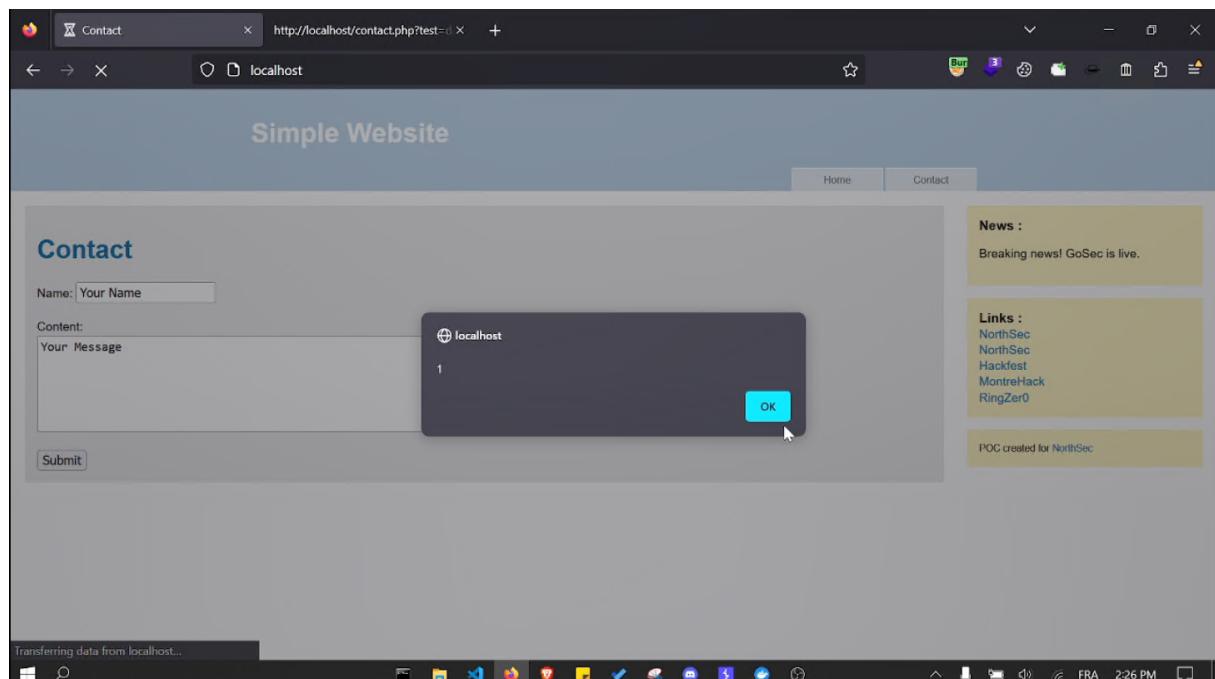 Contact
http://localhost/contact.php?test=d
localhost
Bur
3
Simple Website
Home
Contact
Contact
Name: Your Name
Content:
Your Message
Submit
localhost
1
OK
News :
Breaking news! GoSec is live.
Links :
NorthSec
NorthSec
Hackfest
MontreHack
RingZer0
POC created for NorthSec
Transferring data from localhost...
FRA 2:26 PM